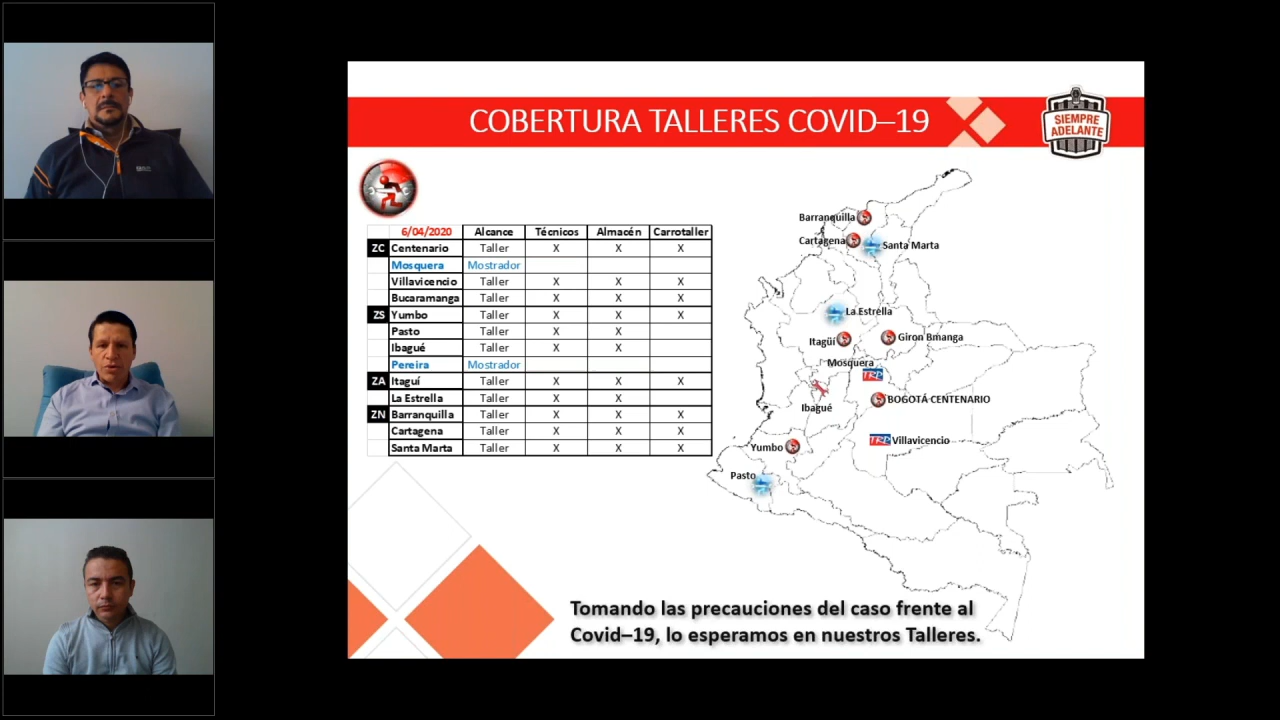 COBERTURA TALLERES COVID–19
SIEMPRE
ADELANTE
6/04/2020 Alcance Técnicos Almacén Carrotaller
ZC Centenario Taller X X X
Mosquera Mostrador
Villavicencio Taller X X X
Bucaramanga Taller X X X
ZS Yumbo Taller X X X
Pasto Taller X X
Ibagué Taller X X
Pereira Mostrador
ZA Itaguí Taller X X X
La Estrella Taller X X
ZN Barranquilla Taller X X X
Cartagena Taller X X X
Santa Marta Taller X X X
Barranquilla
Cartagena
Santa Marta
La Estrella
Itagüí
Giron Bmanga
Mosquera
TRP
Ibagué
BOGOTÁ CENTENARIO
Yumbo
TRP Villavicencio
Pasto
Tomando las precauciones del caso frente al
Covid–19, lo esperamos en nuestros Talleres.